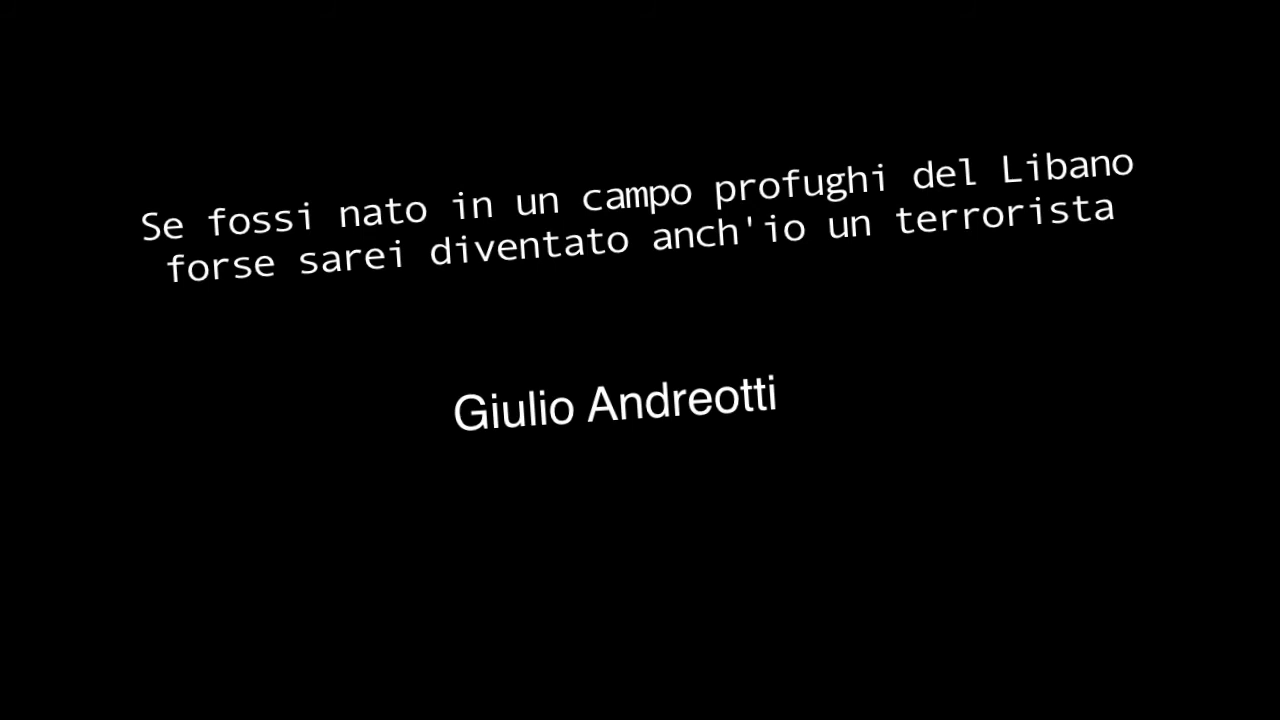 Se fossi nato in un campo profughi del Libano
forse sarei diventato anch'io un terrorista
Giulio Andreotti